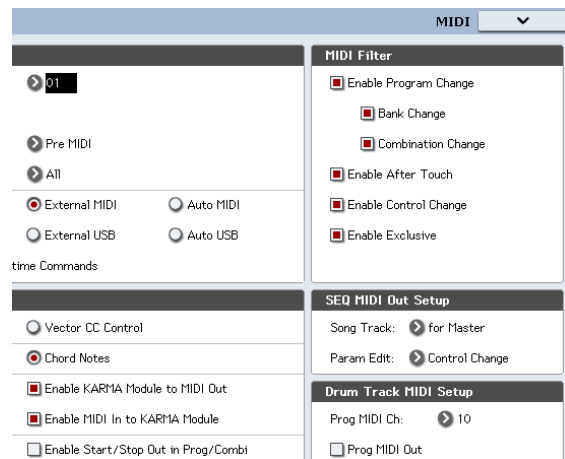 MIDI
01
Pre MIDI
All
External MIDI Auto MIDI
External USB Auto USB
time Commands
Vector CC Control
Chord Notes
Enable KARMA Module to MIDI Out
Enable MIDI In to KARMA Module
Enable Start/Stop Out in Prog/Combi
MIDI Filter
Enable Program Change
Bank Change
Combination Change
Enable After Touch
Enable Control Change
Enable Exclusive
SEQ MIDI Out Setup
Song Track: for Master
Param Edit: Control Change
Drum Track MIDI Setup
Prog MIDI Ch: 10
Prog MIDI Out